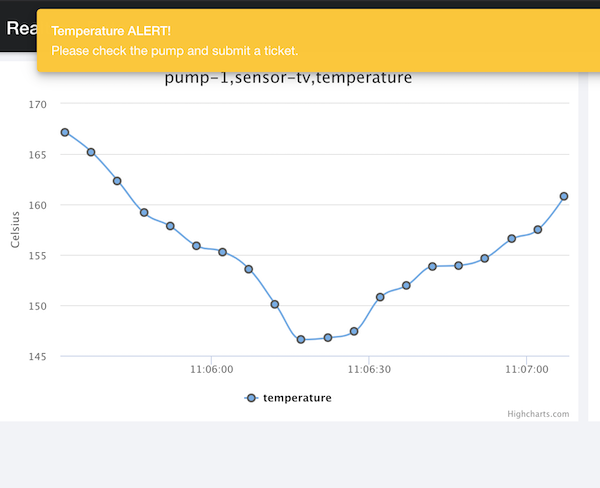 Temperature ALERT!
Please check the pump and submit a ticket.
pump-1,sensor-tv,temperature
170
165
160
155
150
145
Celsius
11:06:00
11:06:30
11:07:00
temperature
Highcharts.com